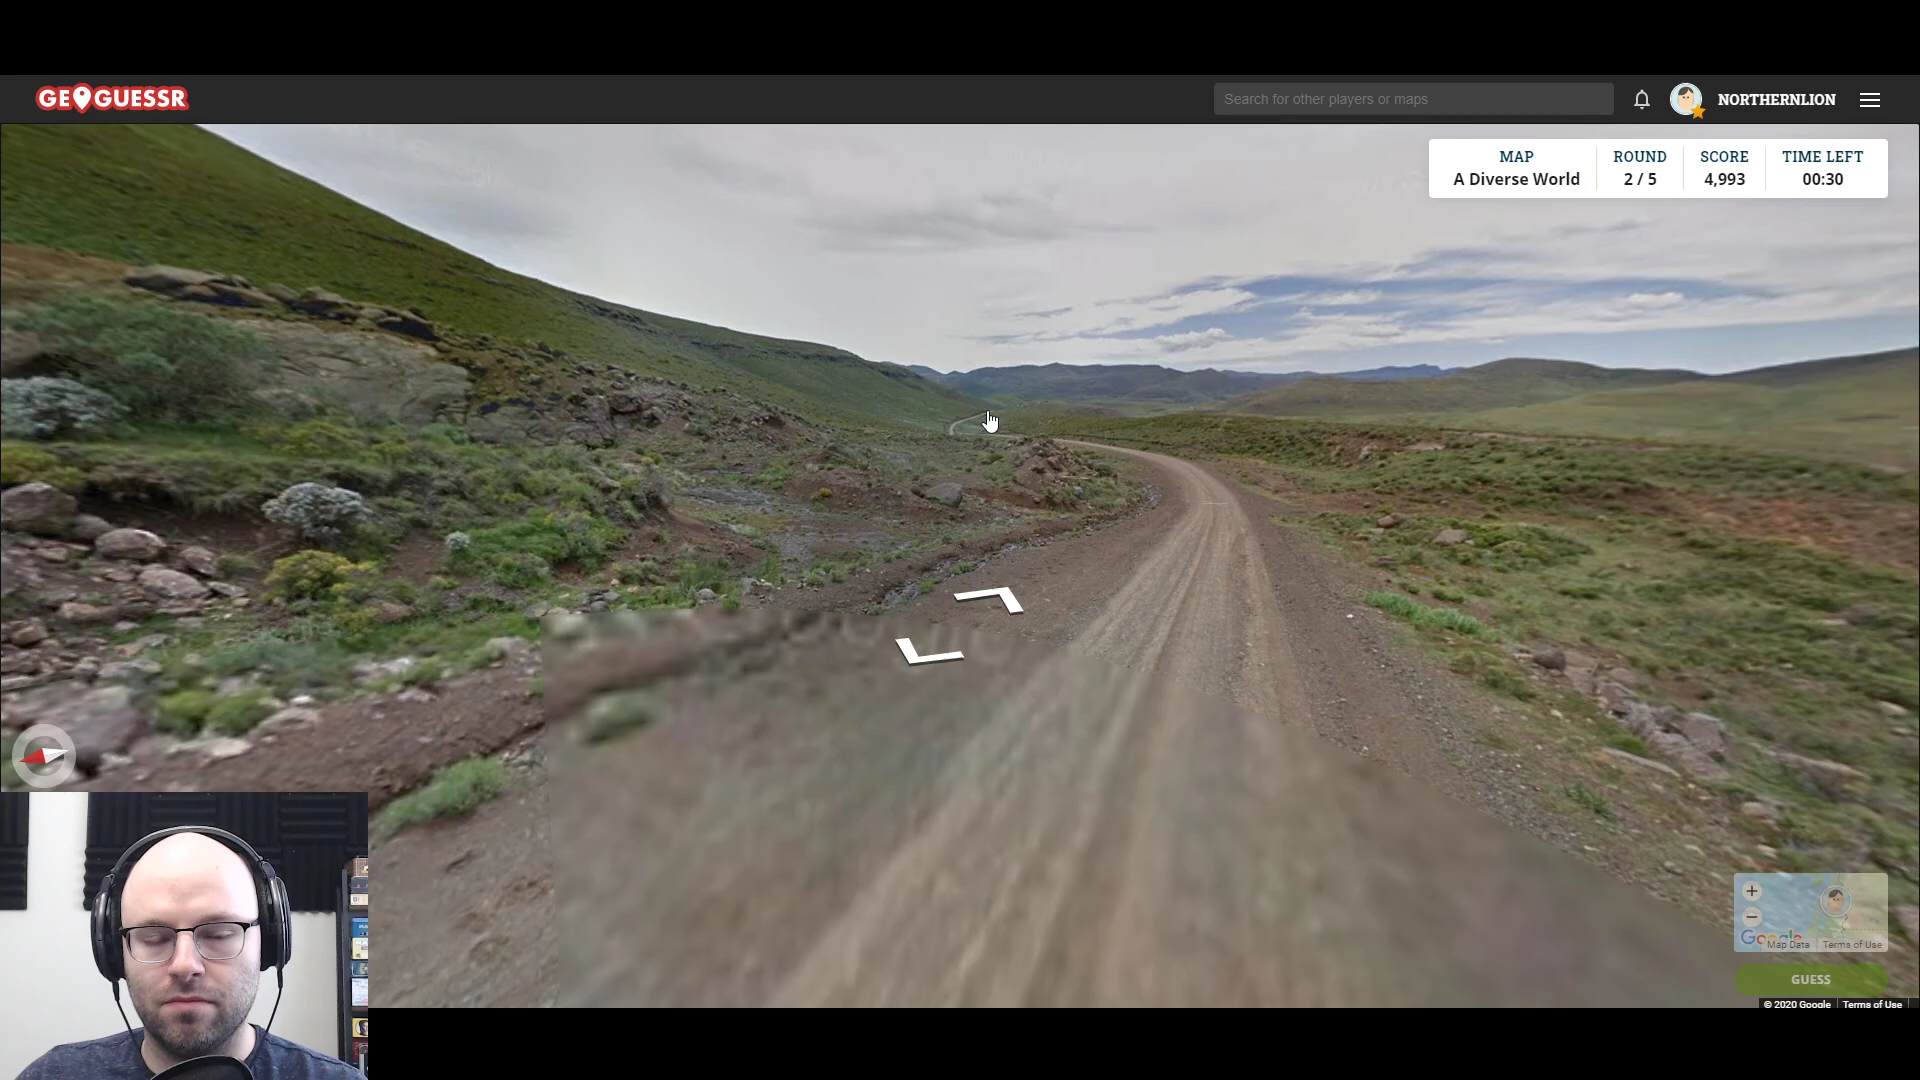 GEOGUESSR
Search for other players or maps
NORTHERNLION
MAP
A Diverse World
ROUND
2 / 5
SCORE
4,993
TIME LEFT
00:30
Google
Map Data
Terms of Use
GUESS
© 2020 Google
Terms of Use